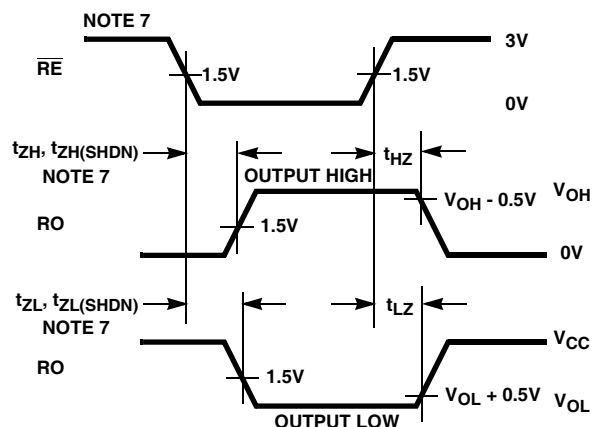 NOTE 7
3V
RE
1.5V
1.5V
0V
tZH, tZH(SHDN)
NOTE 7
tHZ
OUTPUT HIGH
VOH - 0.5V
VOH
RO
1.5V
0V
tZL, tZL(SHDN)
NOTE 7
tLZ
VCC
RO
1.5V
VOL + 0.5V
VOL
OUTPUT LOW